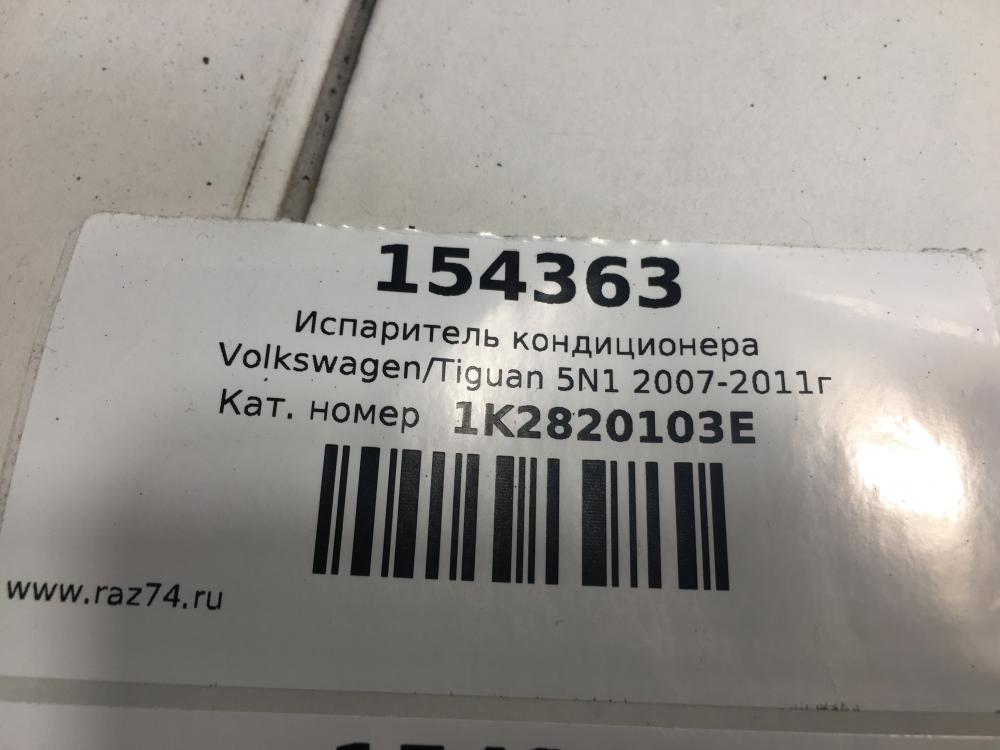 154363
Испаритель кондиционера
Volkswagen/Tiguan 5N1 2007-2011г
Кат. номер 1K2820103E
www.raz74.ru